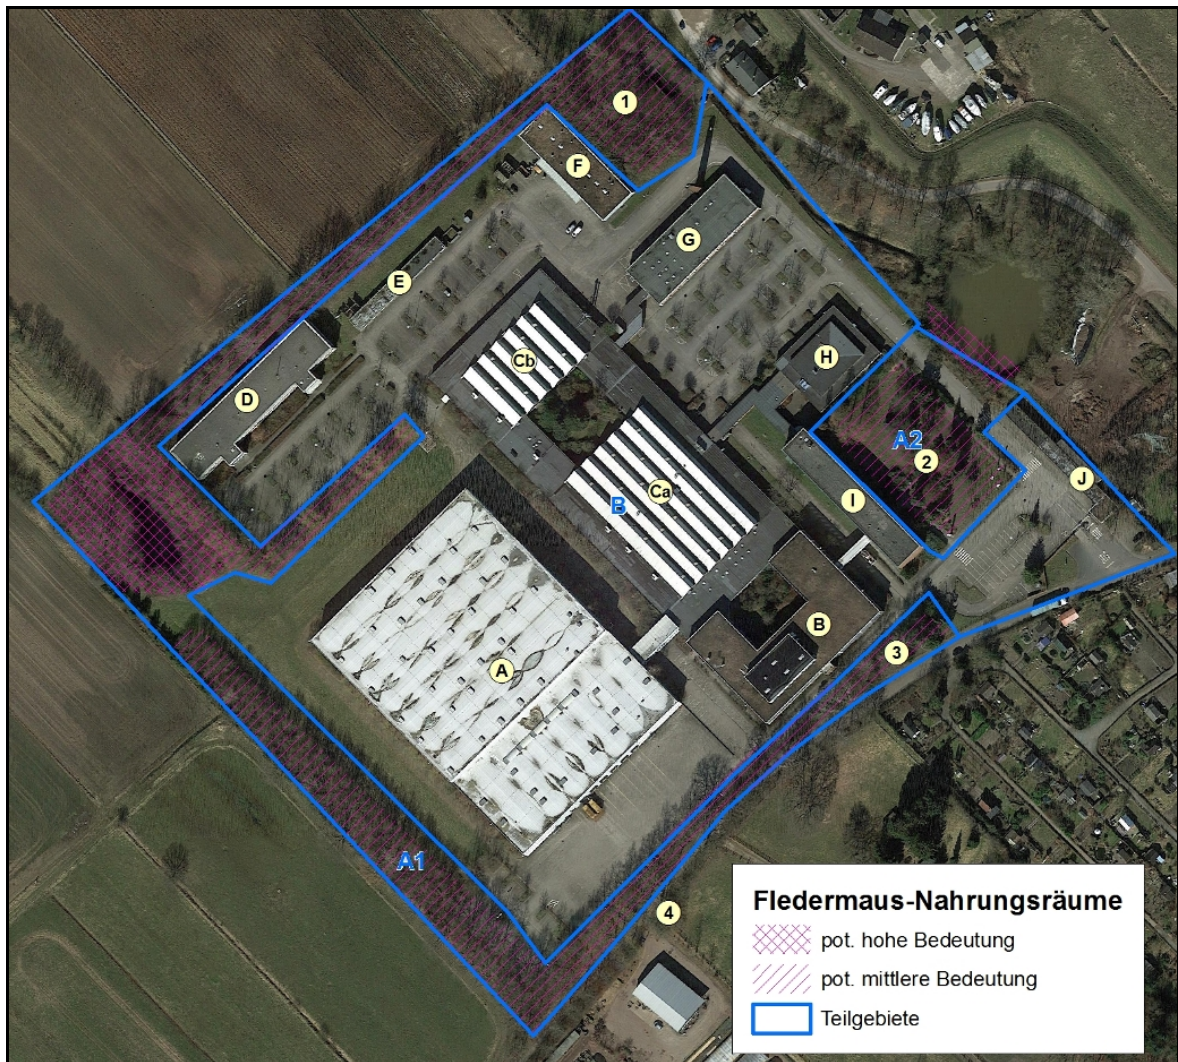 1
F
G
E
Cb
H
D
A2
2
J
Ca
B
I
B
3
A
A1
4
Fledermaus-Nahrungsräume
pot. hohe Bedeutung
pot. mittlere Bedeutung
Teilgebiete